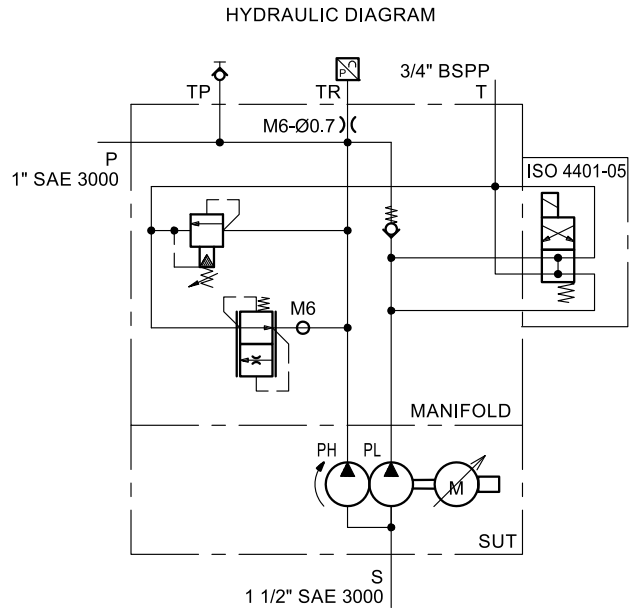 HYDRAULIC DIAGRAM
P
3/4" BSPP
TP
TR
T
M6-Ø0.7
P
1" SAE 3000
ISO 4401-05
M6
MANIFOLD
PH
PL
M
SUT
S
1 1/2" SAE 3000